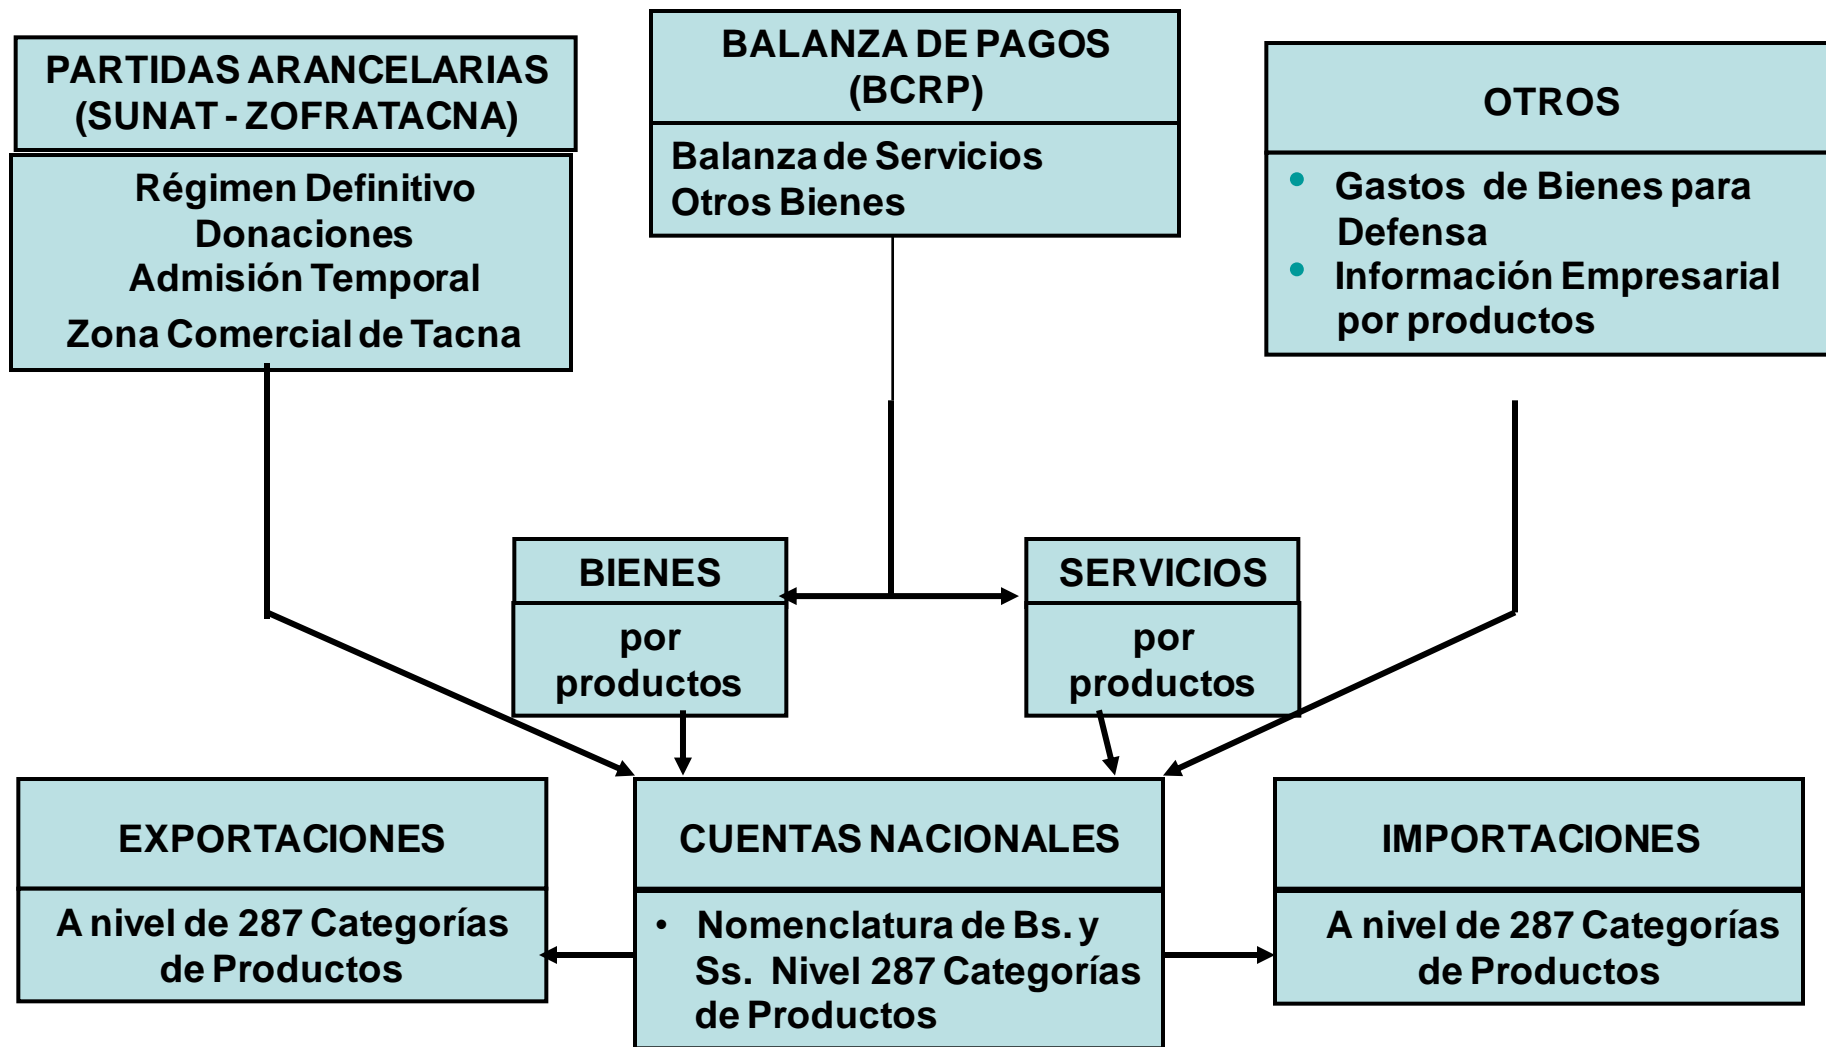 PARTIDAS ARANCELARIAS
(SUNAT - ZOFRATACNA)
Régimen Definitivo
Donaciones
Admisión Temporal
Zona Comercial de Tacna
BALANZA DE PAGOS
(BCRP)
Balanza de Servicios
Otros Bienes
OTROS
• Gastos de Bienes para
Defensa
• Información Empresarial
por productos
BIENES
por
productos
SERVICIOS
por
productos
EXPORTACIONES
A nivel de 287 Categorías
de Productos
CUENTAS NACIONALES
• Nomenclatura de Bs. y
Ss. Nivel 287 Categorías
de Productos
IMPORTACIONES
A nivel de 287 Categorías
de Productos